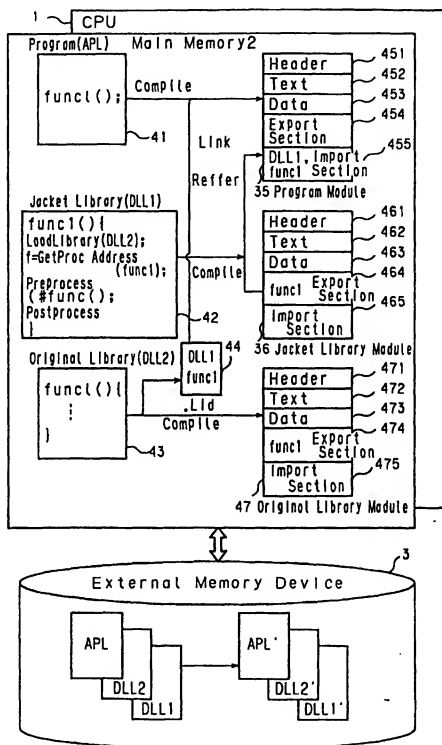 1
CPU
Main Memory2
Program(APL)
func1();
41
Compile
Link
Reffer
Header
Text
Data
Export
Section
DLL1, Import
func1 Section
451
452
453
454
455
35 Program Module
Jacket Library(DLL1)
func1(){
LoadLibrary(DLL2);
f=GetProc Address
(func1);
Preprocess
(#func();
Postprocess
}
42
Compile
Header
Text
Data
func1 Export
Section
Import
Section
461
462
463
464
465
36 Jacket Library Module
Original Library(DLL2)
func1(){
}
43
DLL1
func1
44
.Lid
Compile
Header
Text
Data
func1 Export
Section
Import
Section
471
472
473
474
475
47 Original Library Module
3
External Memory Device
APL
DLL2
DLL1
APL'
DLL2'
DLL1'